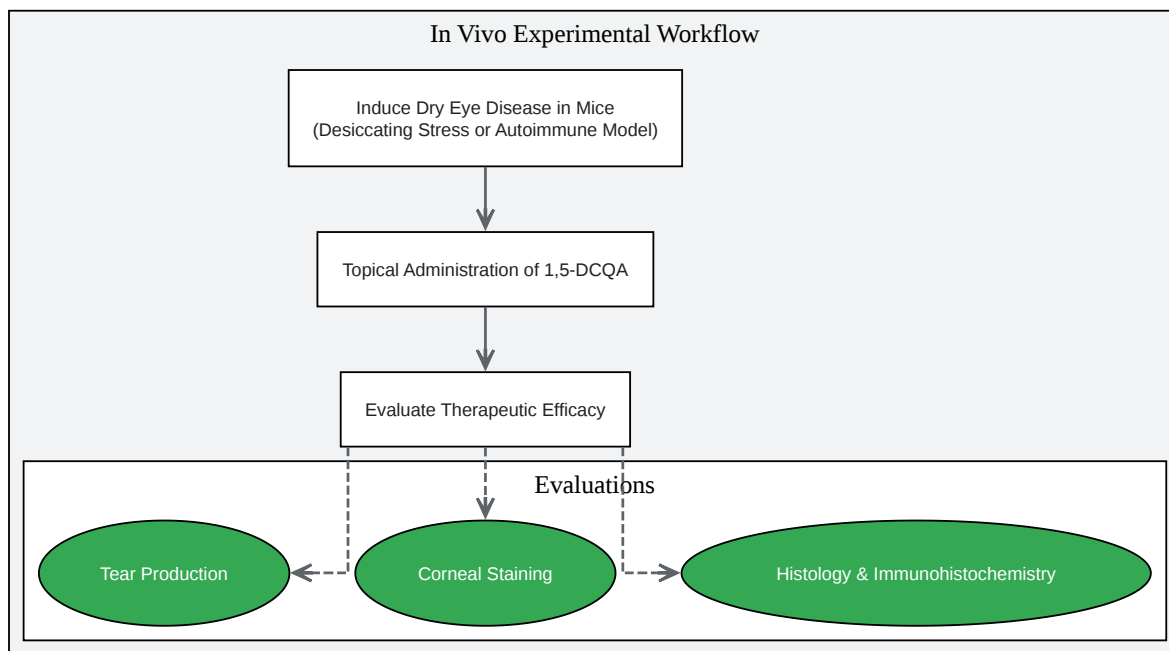 In Vivo Experimental Workflow
Induce Dry Eye Disease in Mice
(Desiccating Stress or Autoimmune Model)
Topical Administration of 1,5-DCQA
Evaluate Therapeutic Efficacy
Evaluations
Tear Production
Corneal Staining
Histology & Immunohistochemistry